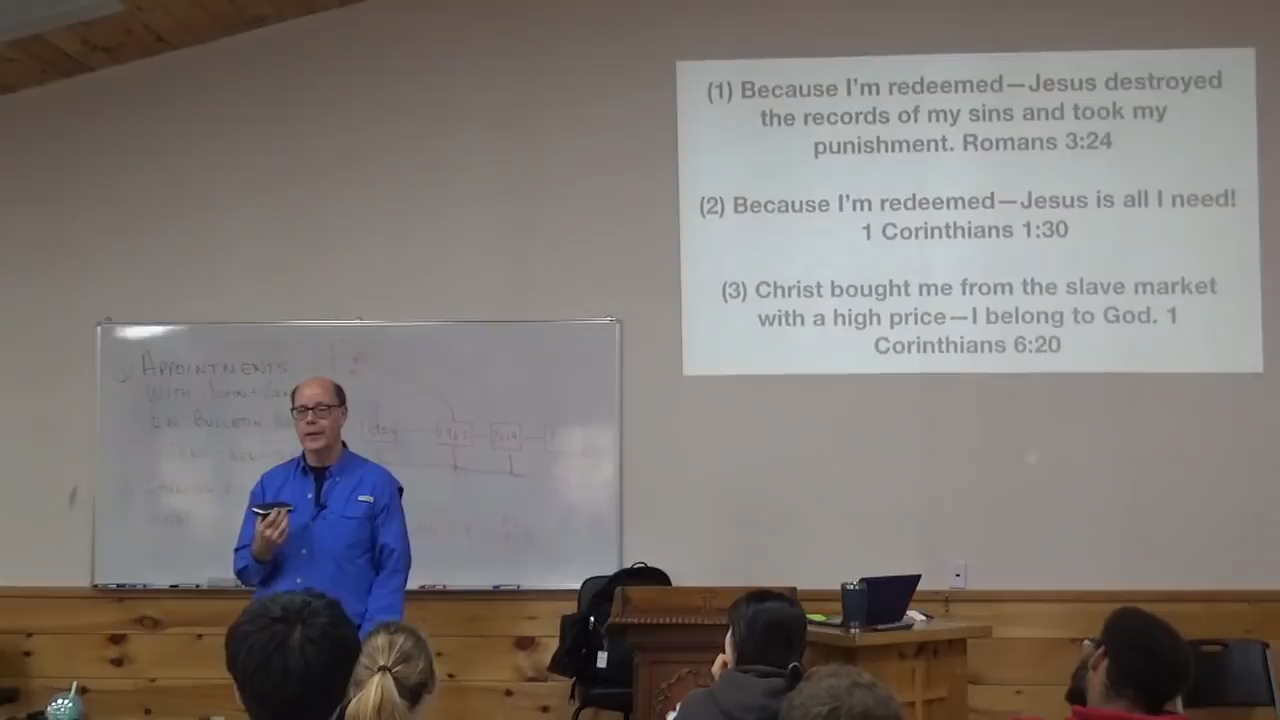 (1) Because I'm redeemed—Jesus destroyed
the records of my sins and took my
punishment. Romans 3:24
(2) Because I'm redeemed—Jesus is all I need!
1 Corinthians 1:30
(3) Christ bought me from the slave market
with a high price—I belong to God. 1
Corinthians 6:20
APPOINTMENTS
WITH
BULLETIN